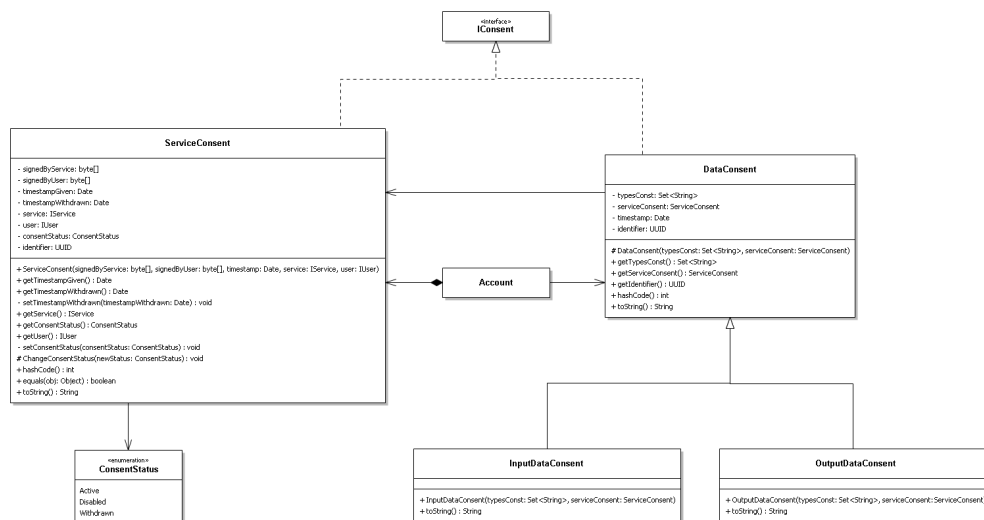 «interface»
IConsent
ServiceConsent
- signedByService: byte[]
- signedByUser: byte[]
- timestampGiven: Date
- timestampWithdrawn: Date
- service: IService
- user: IUser
- consentStatus: ConsentStatus
- identifier: UUID
+ ServiceConsent(signedByService: byte[], signedByUser: byte[], timestamp: Date, service: IService, user: IUser)
+ getTimestampGiven() : Date
+ getTimestampWithdrawn() : Date
- setTimestampWithdrawn(timestampWithdrawn: Date) : void
+ getService() : IService
+ getConsentStatus() : ConsentStatus
+ getUser() : IUser
- setConsentStatus(consentStatus: ConsentStatus) : void
# ChangeConsentStatus(newStatus: ConsentStatus) : void
+ hashCode() : int
+ equals(obj: Object) : boolean
+ toString() : String
DataConsent
- typesConst: Set<String>
- serviceConsent: ServiceConsent
- timestamp: Date
- identifier: UUID
# DataConsent(typesConst: Set<String>, serviceConsent: ServiceConsent)
+ getTypesConst() : Set<String>
+ getServiceConsent() : ServiceConsent
+ getIdentifier() : UUID
+ hashCode() : int
+ toString() : String
Account
«enumeration»
ConsentStatus
Active
Disabled
Withdrawn
InputDataConsent
+ InputDataConsent(typesConst: Set<String>, serviceConsent: ServiceConsent)
+ toString() : String
OutputDataConsent
+ OutputDataConsent(typesConst: Set<String>, serviceConsent: ServiceConsent)
+ toString() : String